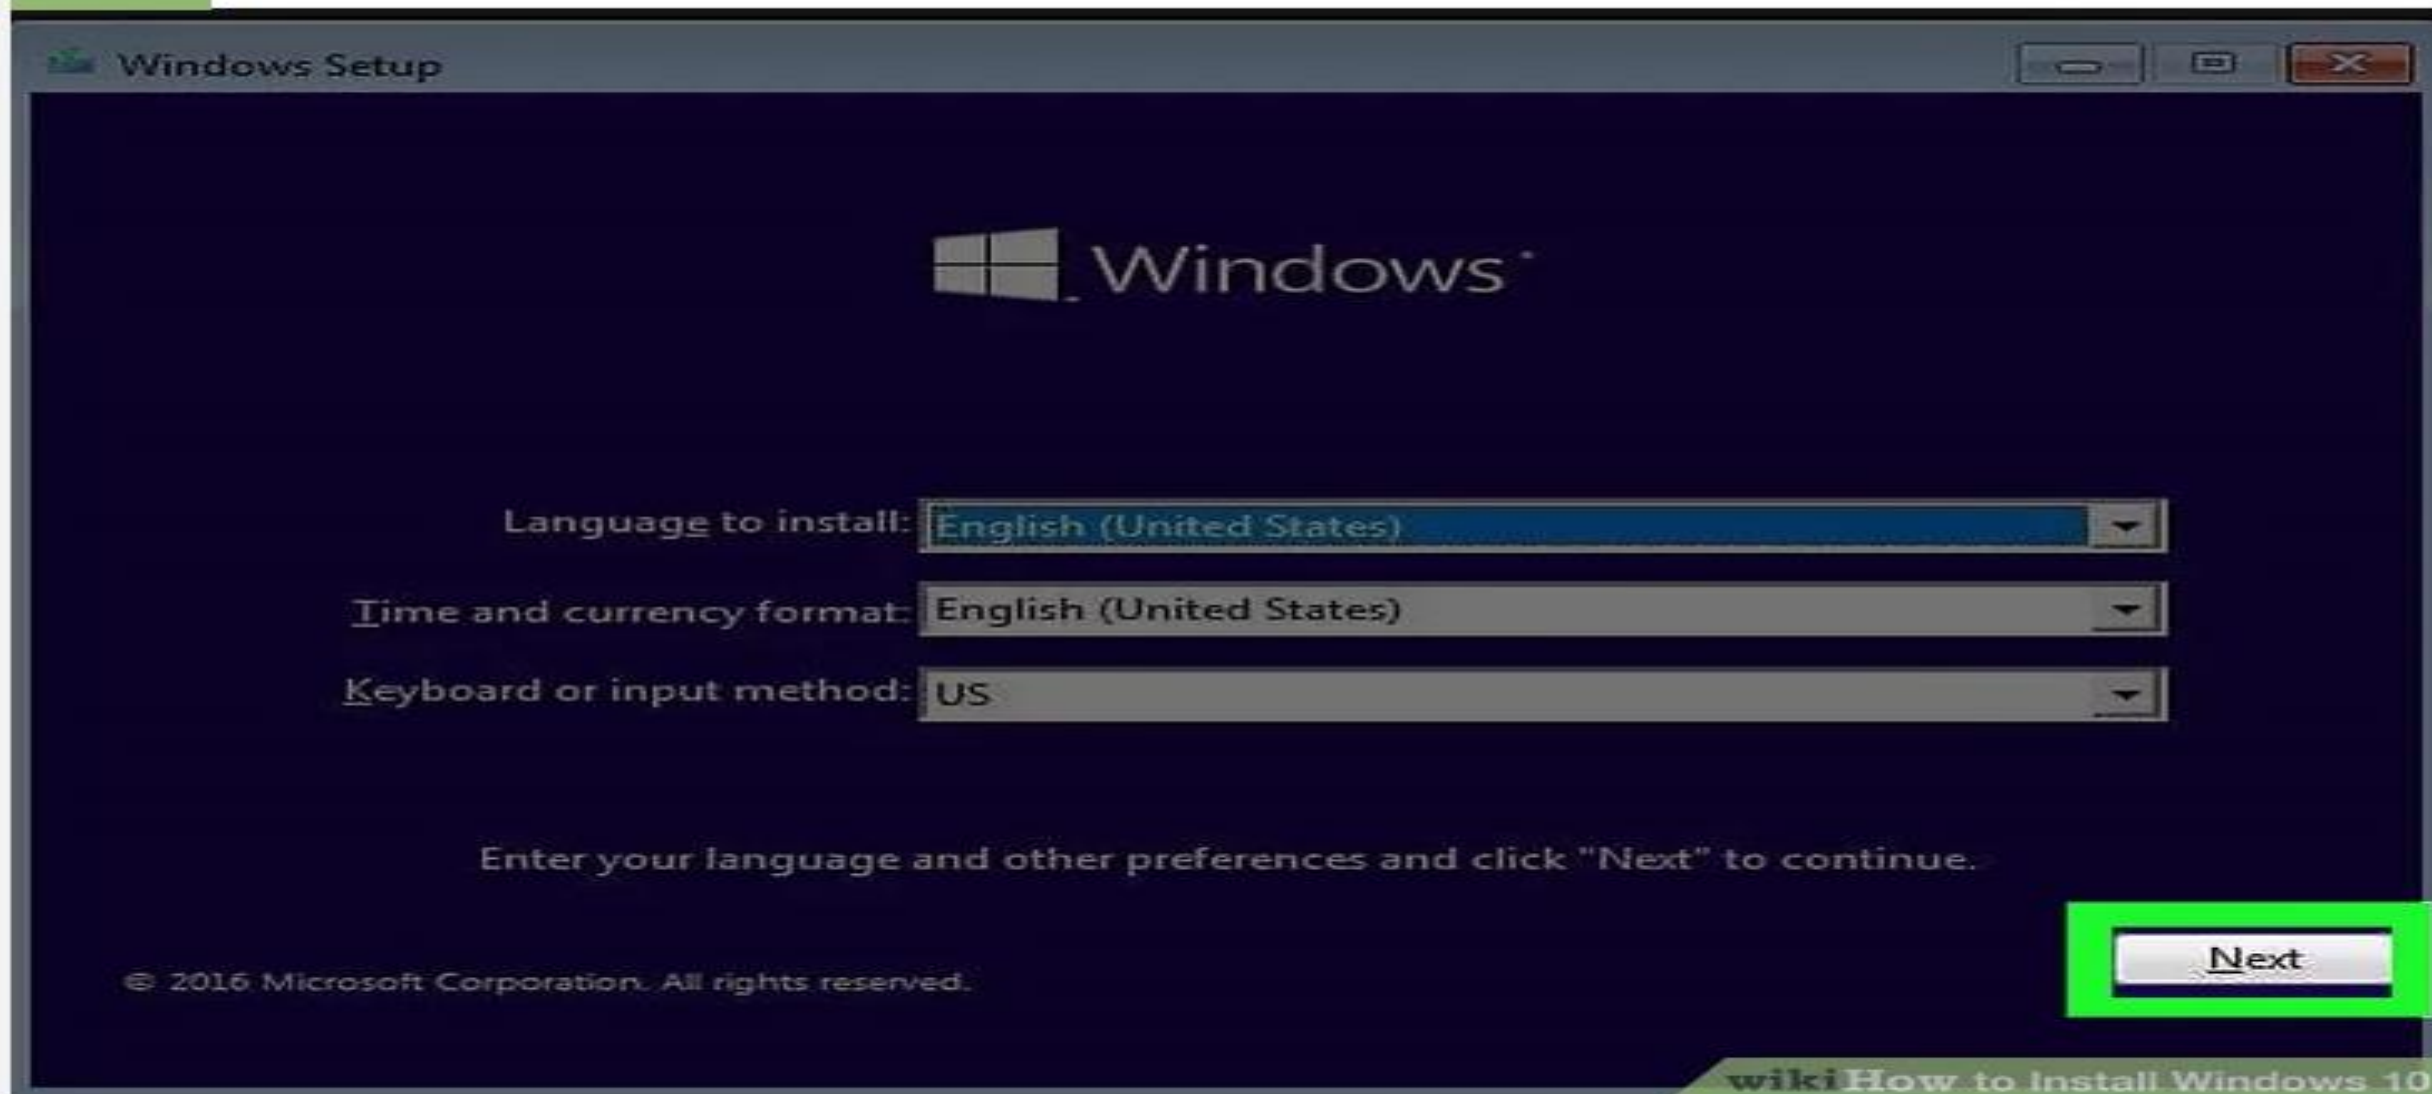 Windows Setup
Windows
Language to install: English (United States)
Time and currency format: English (United States)
Keyboard or input method: US
Enter your language and other preferences and click "Next" to continue.
Next
© 2016 Microsoft Corporation. All rights reserved.
wikiHow to Install Windows 10